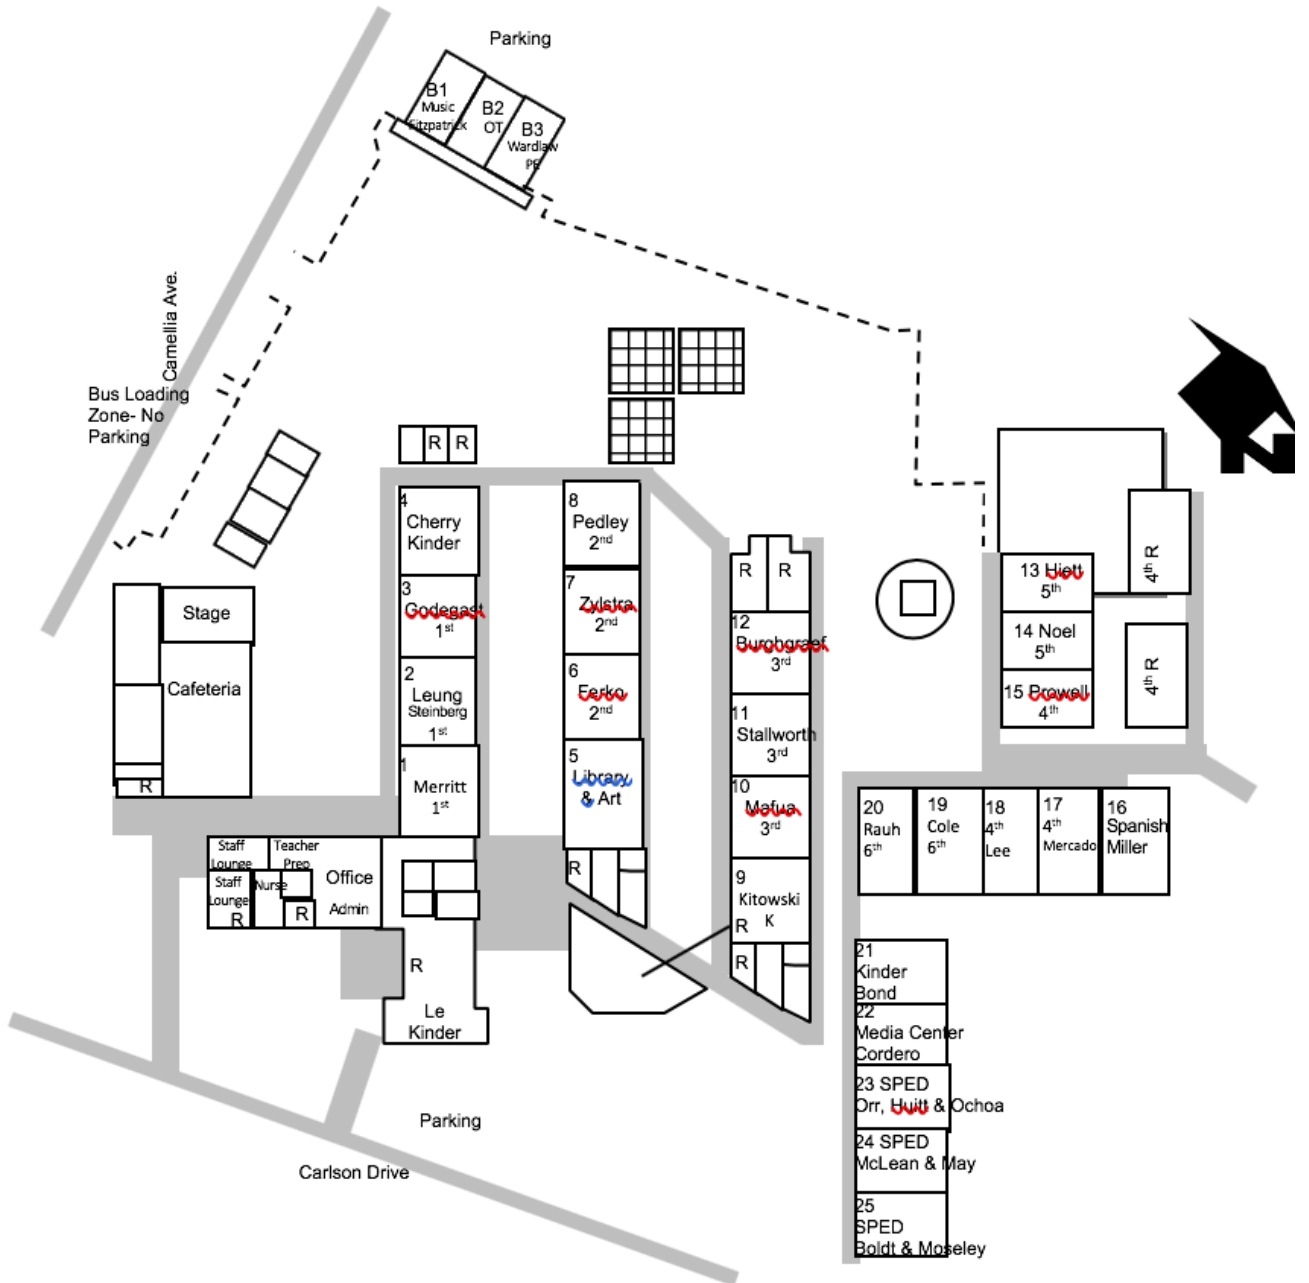 Parking
B1
Music
Fitzpatrick
B2
OT
B3
Wardlaw
PE
Camellia Ave.
Bus Loading
Zone- No
Parking
R
R
4
Cherry
Kinder
3
Godegast
1st
2
Leung
Steinberg
1st
1
Merritt
1st
8
Pedley
2nd
7
Zylstra
2nd
6
Ferko
2nd
5
Library
& Art
R
R
R
12
Burghgraef
3rd
11
Stallworth
3rd
10
Mafua
3rd
9
Kitowski
K
R
R
13 Hiett
5th
14 Noel
5th
15 Prowell
4th
4th R
4th R
Stage
Cafeteria
R
Staff
Lounge
Teacher
Prep
Staff
Lounge
R
Nurse
R
Office
Admin
R
Le
Kinder
20
Rauh
6th
19
Cole
6th
18
4th
Lee
17
4th
Mercado
16
Spanish
Miller
21
Kinder
Bond
22
Media Center
Cordero
23 SPED
Orr, Huitt & Ochoa
24 SPED
McLean & May
25
SPED
Boldt & Moseley
Parking
Carlson Drive